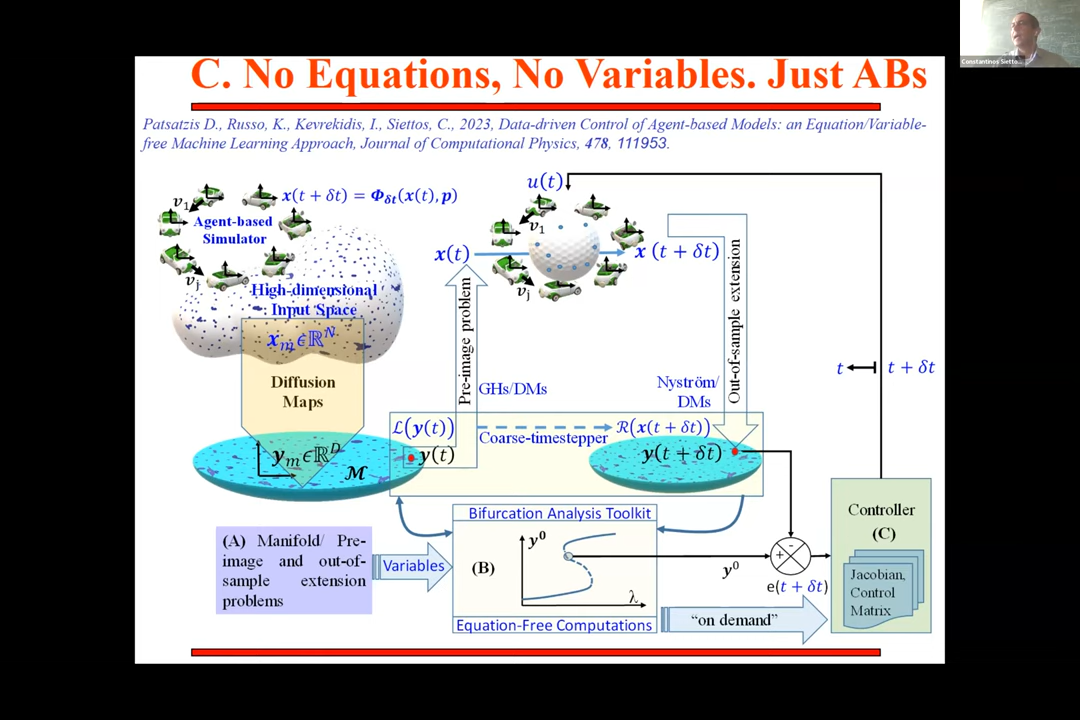 C. No Equations, No Variables. Just ABs
Constantinos Sietto...
Patsatzis D., Russo, K., Kevrekidis, I., Siettos, C., 2023, Data-driven Control of Agent-based Models: an Equation/Variable-
free Machine Learning Approach, Journal of Computational Physics, 478, 111953.
x(t + δt) = Φδt(x(t), p)
v1
Agent-based
Simulator
vj
High-dimensional
Input Space
xm ϵ ℝN
Diffusion
Maps
ym ϵ ℝD
M
u(t)
v1
x(t)
x (t + δt)
vj
Pre-image problem
GHs/DMs
Out-of-sample extension
Nyström/
DMs
t
t + δt
ℒ(y(t))
Coarse-timestepper
ℛ(x(t + δt))
y(t)
y(t + δt)
Bifurcation Analysis Toolkit
y0
(B)
λ
Equation-Free Computations
(A) Manifold/ Pre-
image and out-of-
sample extension
problems
Variables
y0
+
-
e(t + δt)
"on demand"
Controller
(C)
Jacobian,
Control
Matrix